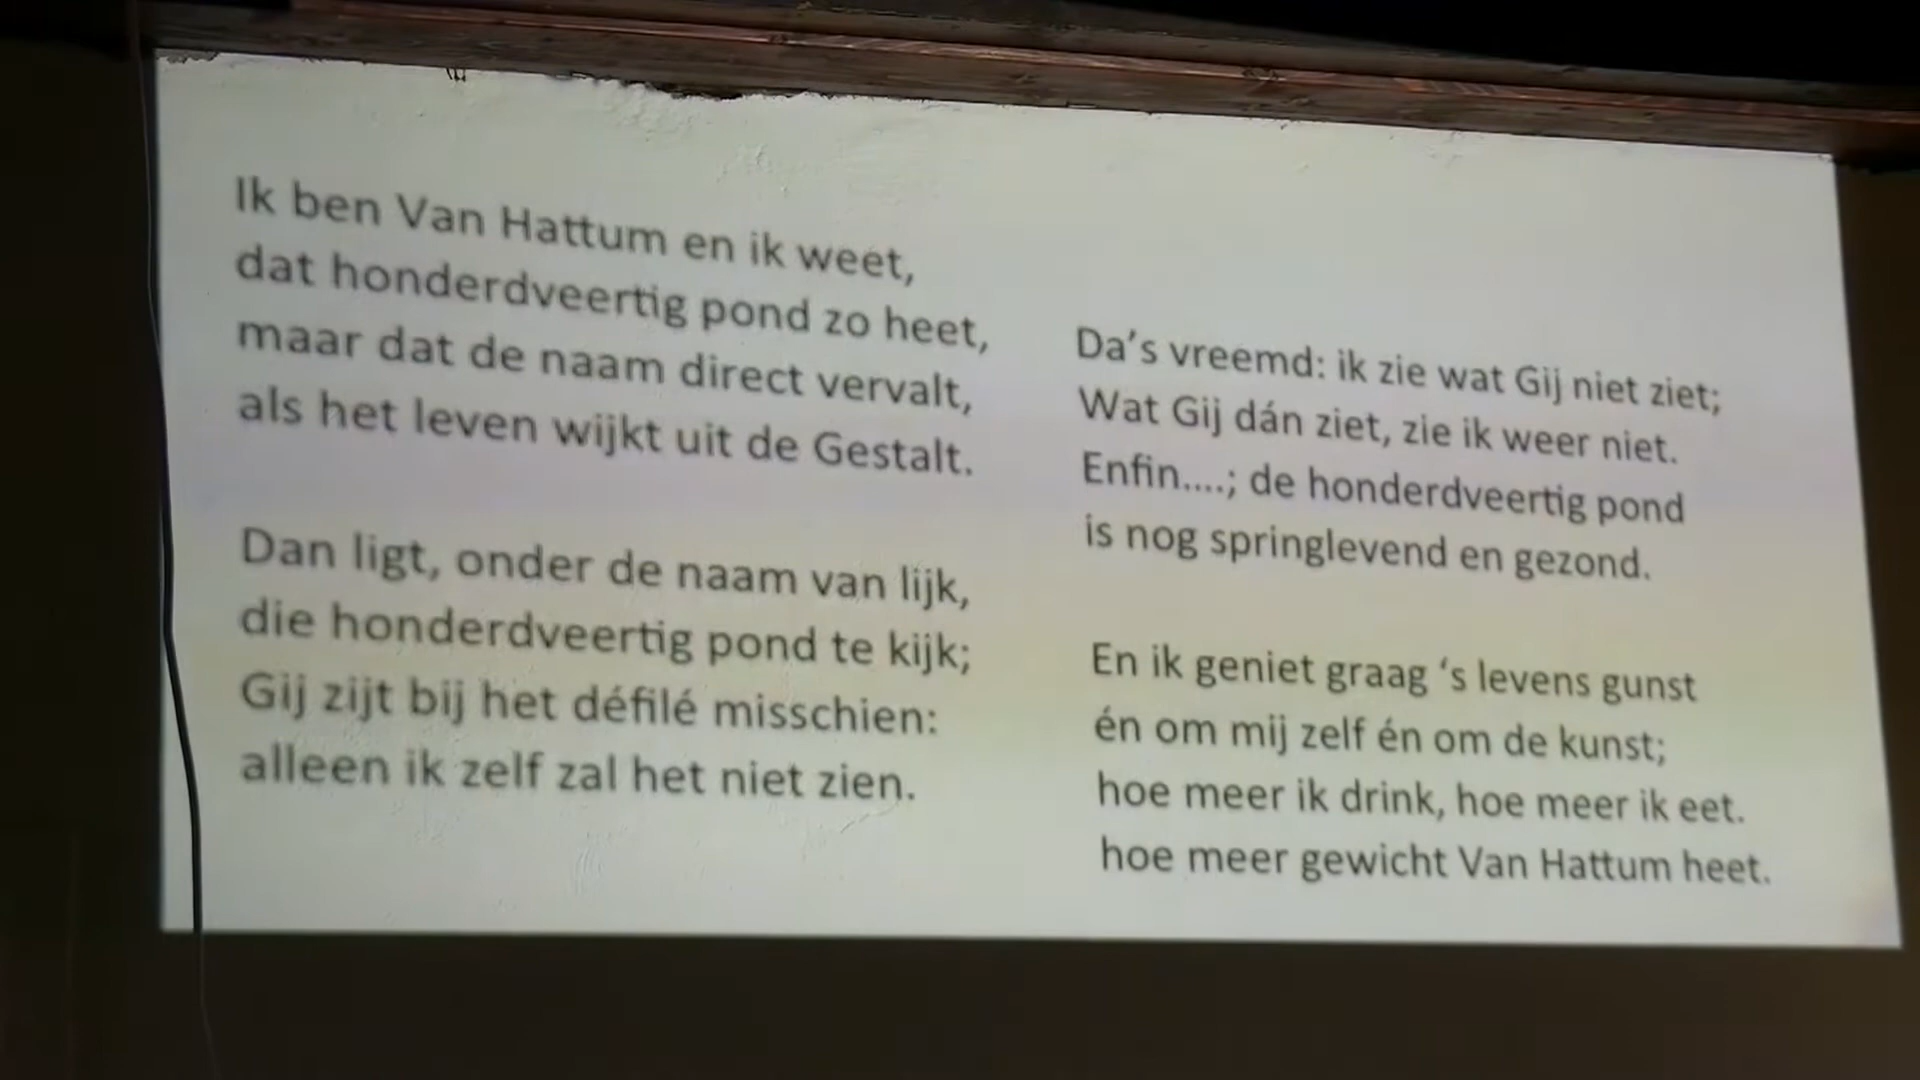 Ik ben Van Hattum en ik weet,
dat honderdveertig pond zo heet,
maar dat de naam direct vervalt,
als het leven wijkt uit de Gestalt.
Dan ligt, onder de naam van lijk,
die honderdveertig pond te kijk;
Gij zijt bij het défilé misschien:
alleen ik zelf zal het niet zien.
Da’s vreemd: ik zie wat Gij niet ziet;
Wat Gij dán ziet, zie ik weer niet.
Enfin....; de honderdveertig pond
is nog springlevend en gezond.
En ik geniet graag ‘s levens gunst
én om mij zelf én om de kunst;
hoe meer ik drink, hoe meer ik eet.
hoe meer gewicht Van Hattum heet.